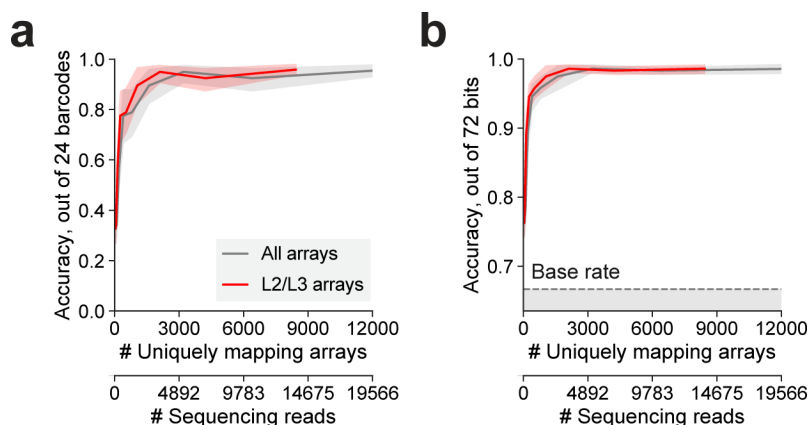 a
Accuracy, out of 24 barcodes
1.0
0.8
0.6
0.4
0.2
0.0
All arrays
L2/L3 arrays
0 3000 6000 9000 12000
# Uniquely mapping arrays
0 4892 9783 14675 19566
# Sequencing reads
b
Accuracy, out of 72 bits
1.0
0.9
0.8
0.7
Base rate
0 3000 6000 9000 12000
# Uniquely mapping arrays
0 4892 9783 14675 19566
# Sequencing reads